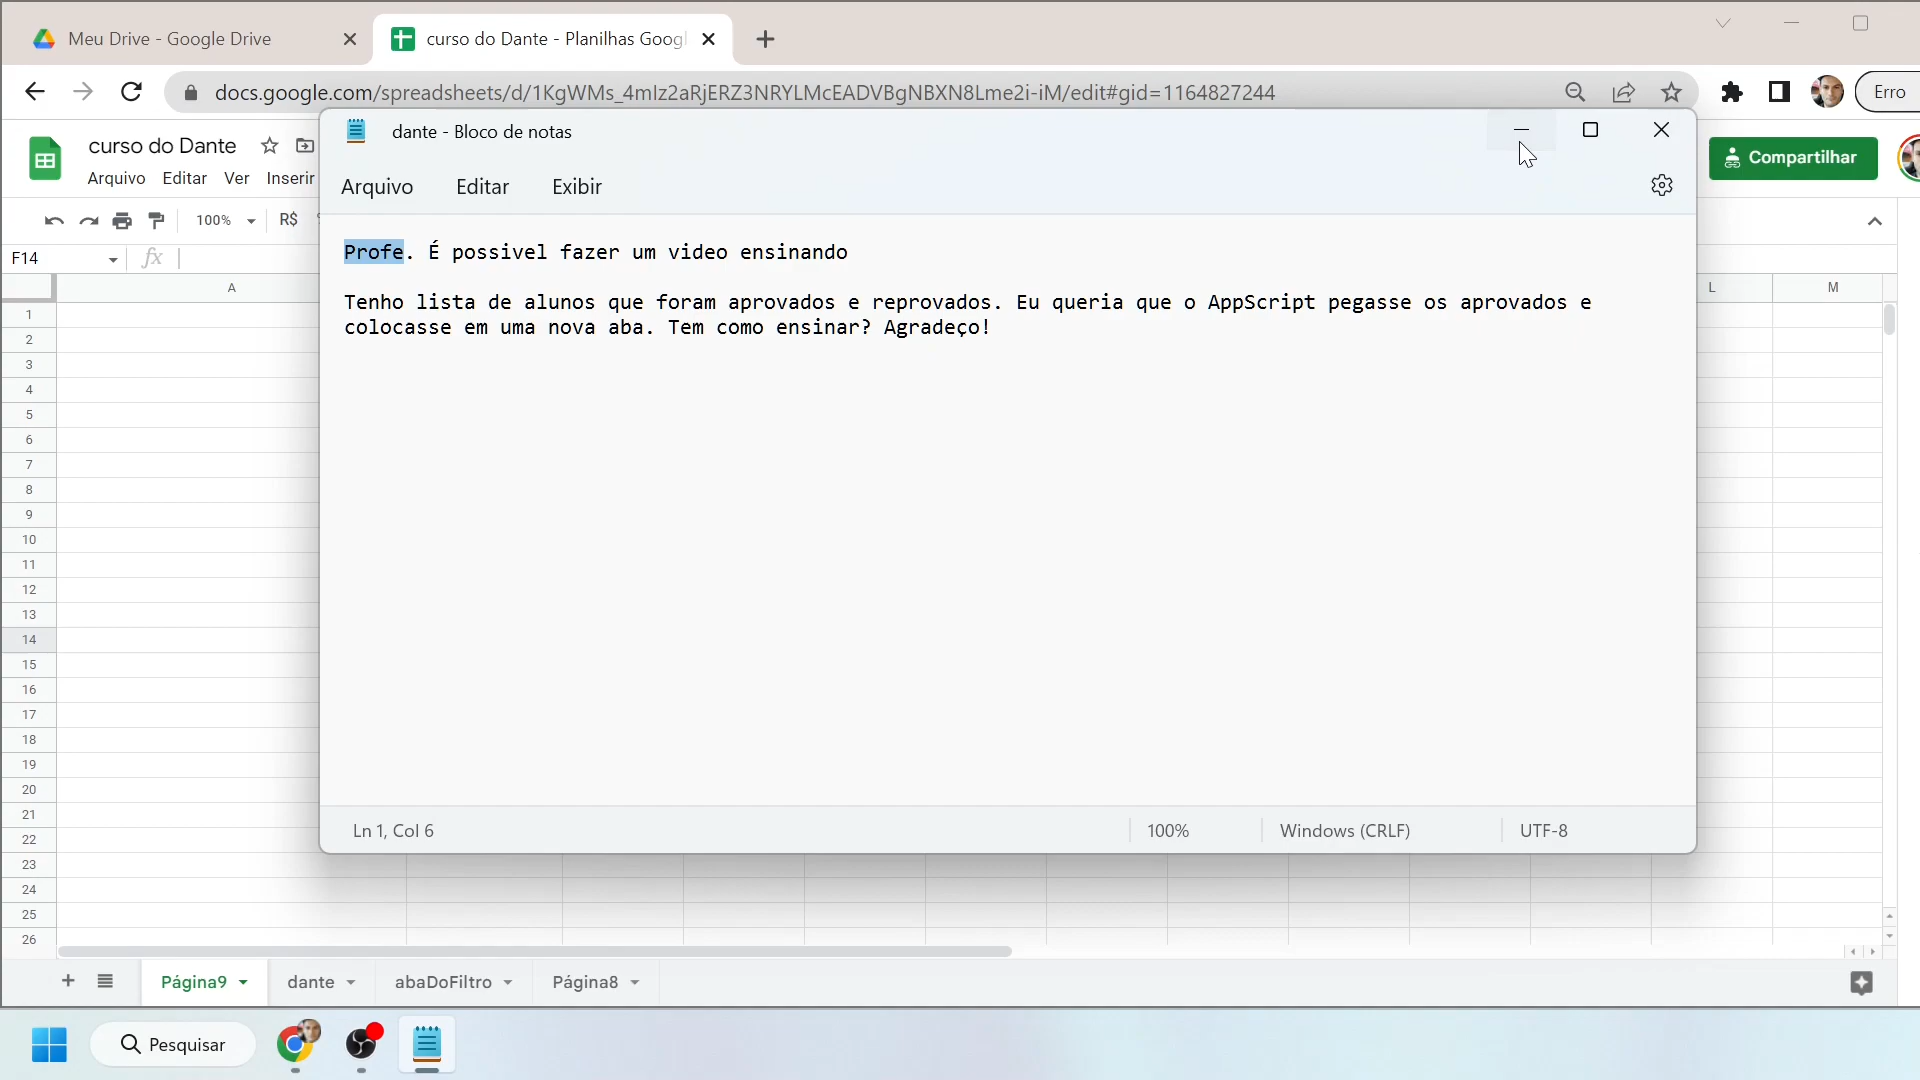 Meu Drive - Google Drive
curso do Dante - Planilhas Googl
docs.google.com/spreadsheets/d/1KgWMs_4mIz2aRjERZ3NRYLMcEADVBgNBXN8Lme2i-iM/edit#gid=1164827244
Erro
dante - Bloco de notas
curso do Dante
Compartilhar
Arquivo Editar Ver Inserir
Arquivo Editar Exibir
100% R$
F14 fx
Profe. É possivel fazer um video ensinando
Tenho lista de alunos que foram aprovados e reprovados. Eu queria que o AppScript pegasse os aprovados e
colocasse em uma nova aba. Tem como ensinar? Agradeço!
A L M
1
2
3
4
5
6
7
8
9
10
11
12
13
14
15
16
17
18
19
20
21
22
23
24
25
26
Ln 1, Col 6 100% Windows (CRLF) UTF-8
Página9 dante abaDoFiltro Página8
Pesquisar